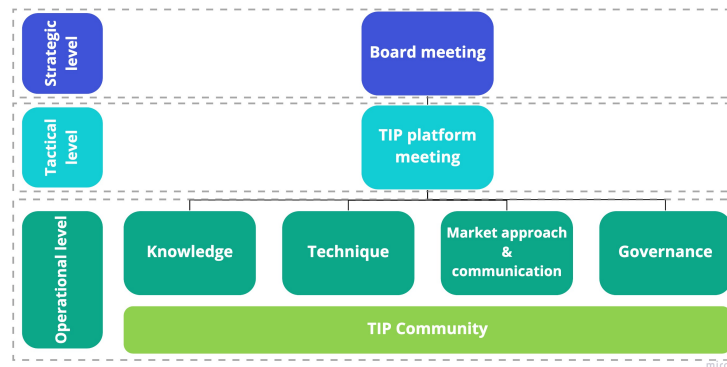 Strategic
level
Board meeting
Tactical
level
TIP platform
meeting
Operational level
Knowledge
Technique
Market approach
&
communication
Governance
TIP Community